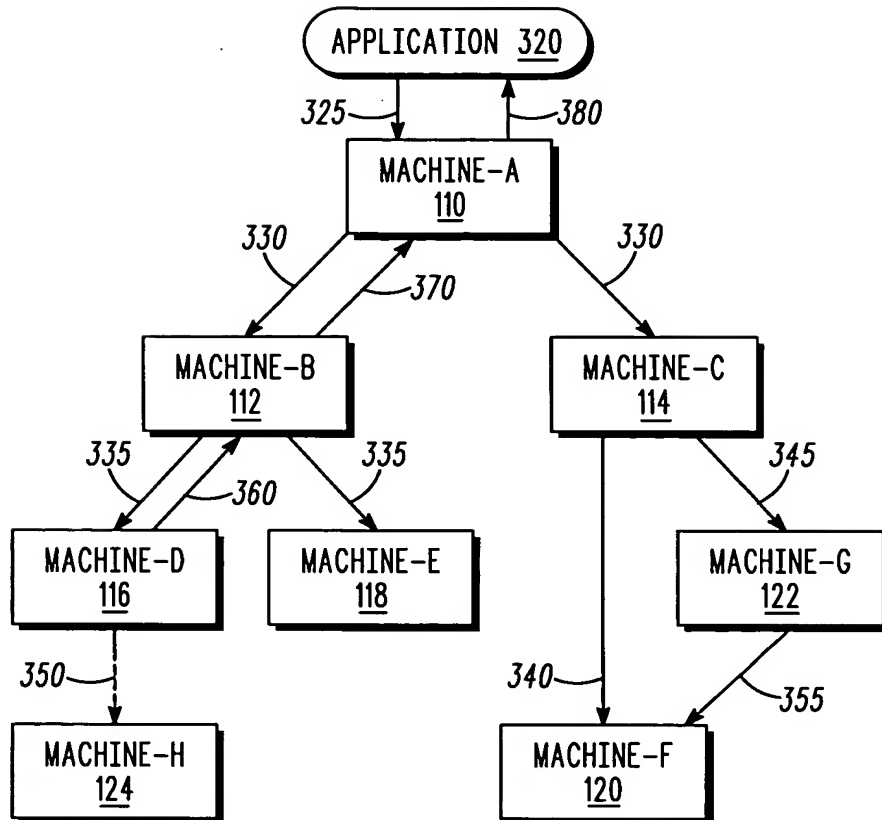 APPLICATION 320
325
380
MACHINE-A
110
330
330
370
MACHINE-B
112
MACHINE-C
114
335
360
335
345
MACHINE-D
116
MACHINE-E
118
MACHINE-G
122
350
340
355
MACHINE-H
124
MACHINE-F
120